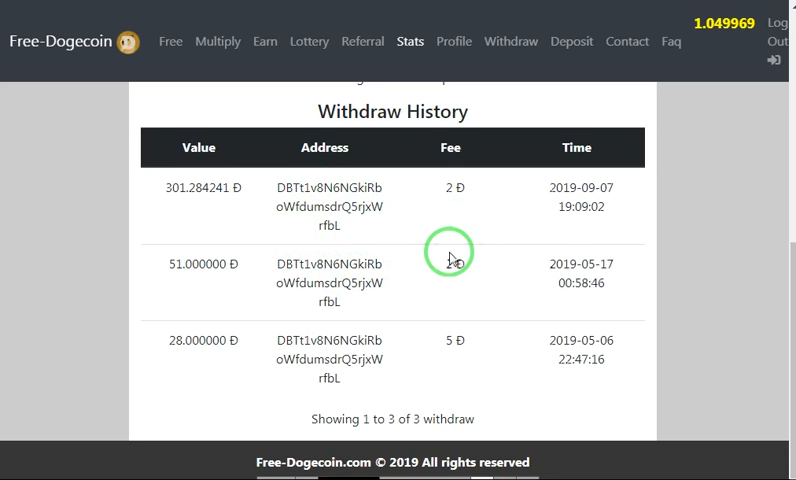 1.049969
Free-Dogecoin Free Multiply Earn Lottery Referral Stats Profile Withdraw Deposit Contact Faq Log Out
Withdraw History
Value Address Fee Time
301.284241 Ð DBTt1v8N6NGkiRb 2 Ð 2019-09-07
oWfdumsdrQ5rjxW 19:09:02
rfbL
51.000000 Ð DBTt1v8N6NGkiRb Ð 2019-05-17
oWfdumsdrQ5rjxW 00:58:46
rfbL
28.000000 Ð DBTt1v8N6NGkiRb 5 Ð 2019-05-06
oWfdumsdrQ5rjxW 22:47:16
rfbL
Showing 1 to 3 of 3 withdraw
Free-Dogecoin.com © 2019 All rights reserved